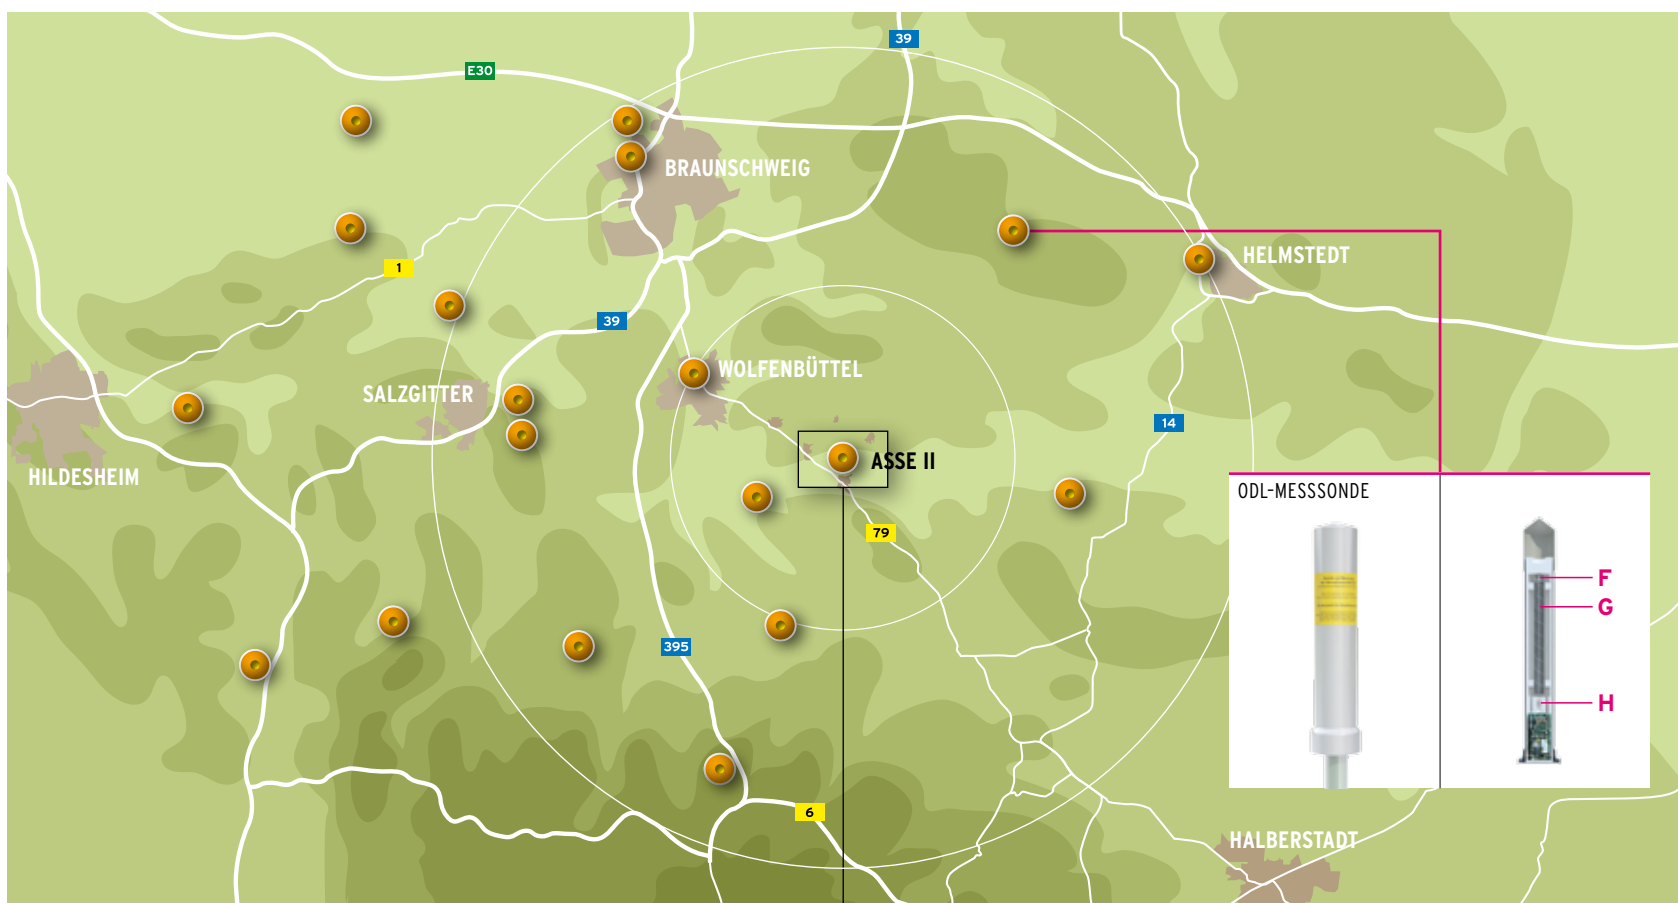 39
E30
BRAUNSCHWEIG
HELMSTEDT
1
39
WOLFENBÜTTEL
SALZGITTER
14
ASSE II
HILDESHEIM
ODL-MESSSONDE
79
F
G
395
H
6
HALBERSTADT